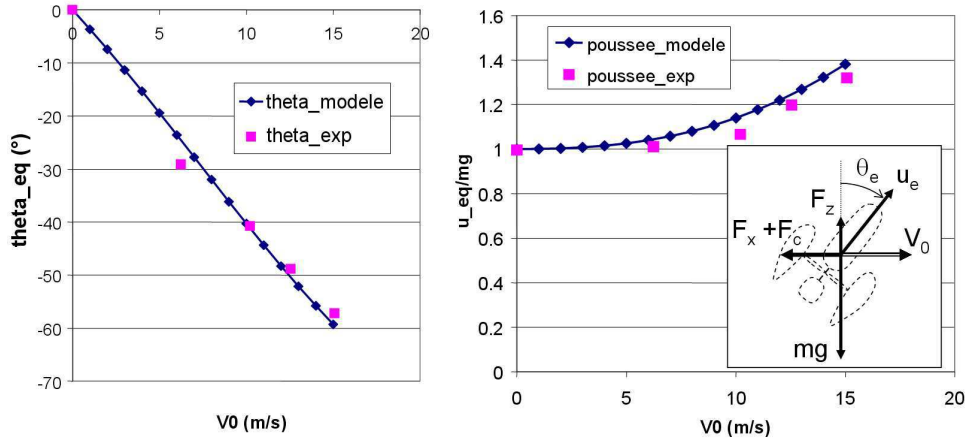 0
5
10
15
20
0
-10
-20
-30
-40
-50
-60
-70
theta_eq (°)
theta_modele
theta_exp
V0 (m/s)
1.6
1.4
1.2
1.0
0.8
0.6
0.4
0.2
0
u_eq/mg
poussee_modele
poussee_exp
θe
ue
Fz
Fx +Fc
V0
mg
0
5
10
15
20
V0 (m/s)